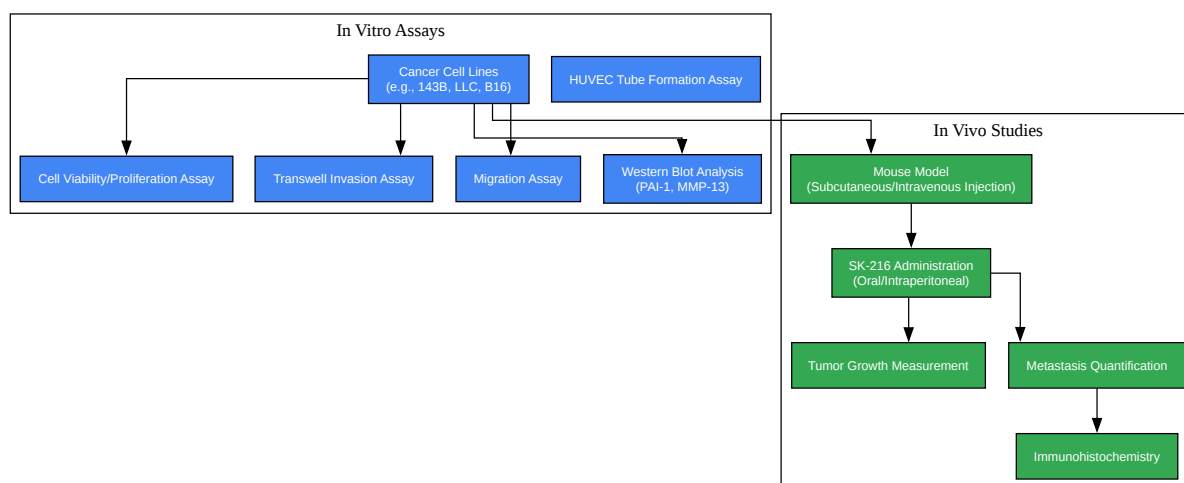 In Vitro Assays
Cancer Cell Lines
(e.g., 143B, LLC, B16)
HUVEC Tube Formation Assay
Cell Viability/Proliferation Assay
Transwell Invasion Assay
Migration Assay
Western Blot Analysis
(PAI-1, MMP-13)
In Vivo Studies
Mouse Model
(Subcutaneous/Intravenous Injection)
SK-216 Administration
(Oral/Intraperitoneal)
Tumor Growth Measurement
Metastasis Quantification
Immunohistochemistry